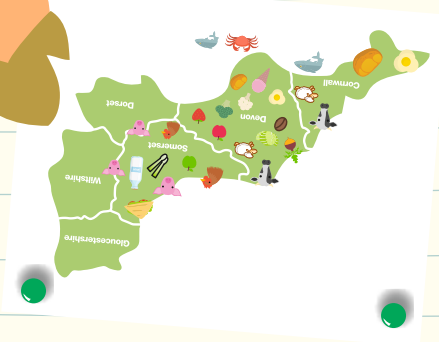 Cornwall
Devon
Dorset
Somerset
Wiltshire
Gloucestershire